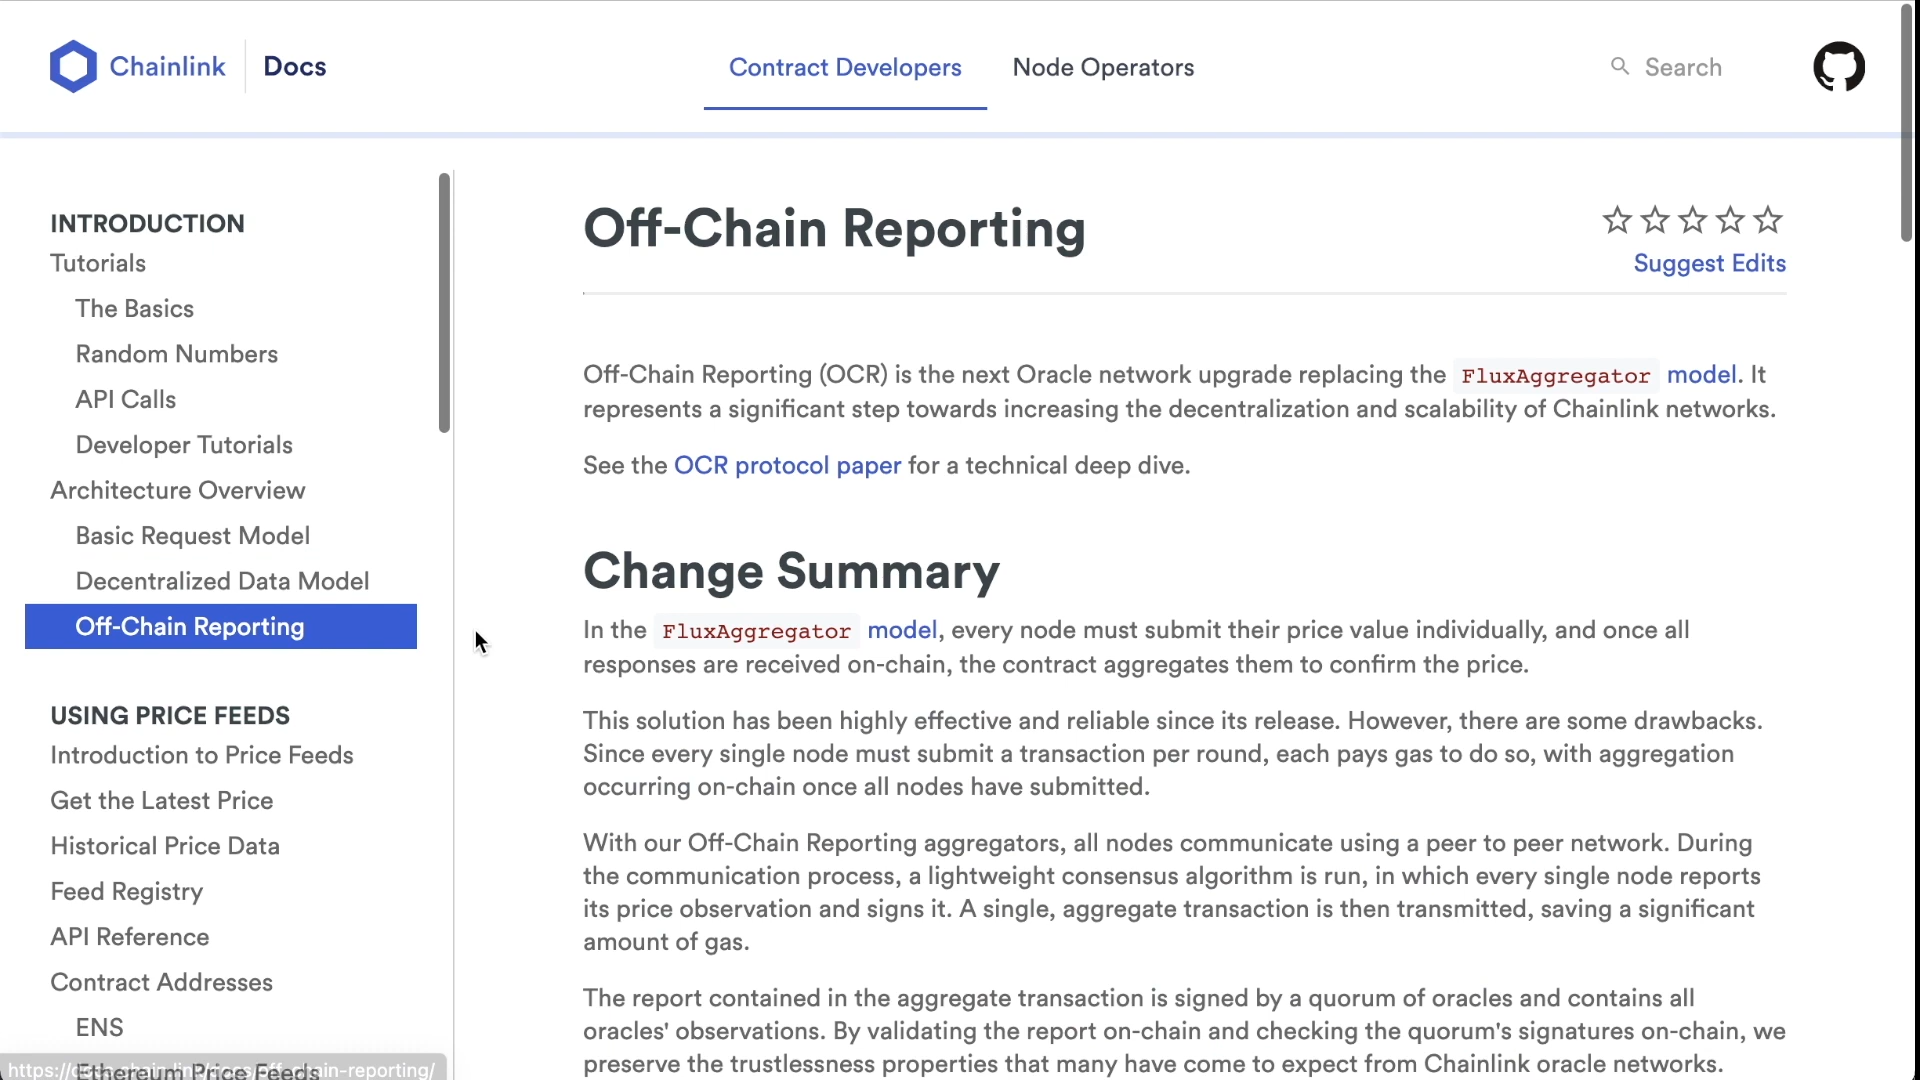 Chainlink Docs
Contract Developers
Node Operators
Search
INTRODUCTION
Tutorials
The Basics
Random Numbers
API Calls
Developer Tutorials
Architecture Overview
Basic Request Model
Decentralized Data Model
Off-Chain Reporting
USING PRICE FEEDS
Introduction to Price Feeds
Get the Latest Price
Historical Price Data
Feed Registry
API Reference
Contract Addresses
ENS
Ethereum Price Feeds
Off-Chain Reporting
Suggest Edits
Off-Chain Reporting (OCR) is the next Oracle network upgrade replacing the FluxAggregator model. It
represents a significant step towards increasing the decentralization and scalability of Chainlink networks.
See the OCR protocol paper for a technical deep dive.
Change Summary
In the FluxAggregator model, every node must submit their price value individually, and once all
responses are received on-chain, the contract aggregates them to confirm the price.
This solution has been highly effective and reliable since its release. However, there are some drawbacks.
Since every single node must submit a transaction per round, each pays gas to do so, with aggregation
occurring on-chain once all nodes have submitted.
With our Off-Chain Reporting aggregators, all nodes communicate using a peer to peer network. During
the communication process, a lightweight consensus algorithm is run, in which every single node reports
its price observation and signs it. A single, aggregate transaction is then transmitted, saving a significant
amount of gas.
The report contained in the aggregate transaction is signed by a quorum of oracles and contains all
oracles' observations. By validating the report on-chain and checking the quorum's signatures on-chain, we
preserve the trustlessness properties that many have come to expect from Chainlink oracle networks.